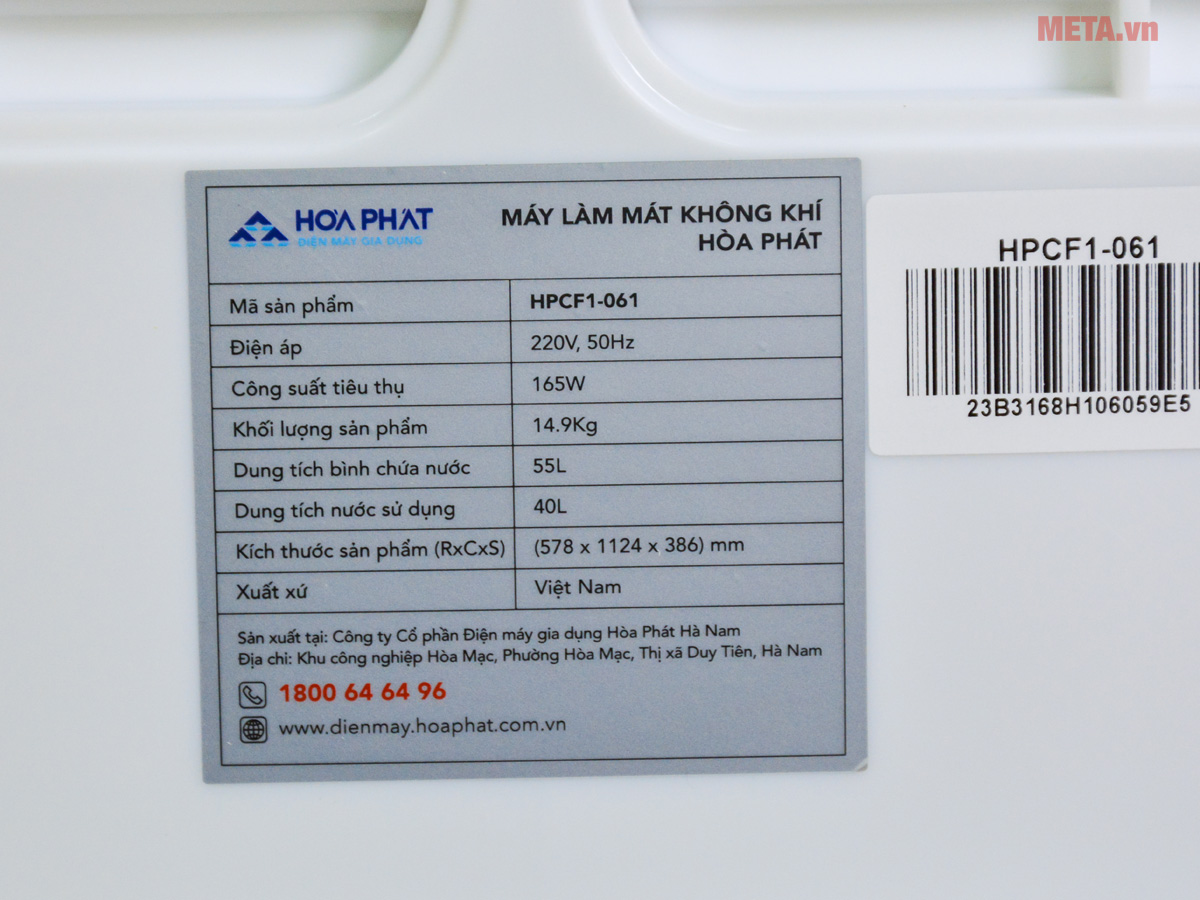 META.vn
HÒA PHÁT
ĐIỆN MÁY GIA DỤNG
MÁY LÀM MÁT KHÔNG KHÍ
HÒA PHÁT
Mã sản phẩm HPCF1-061
Điện áp 220V, 50Hz
Công suất tiêu thụ 165W
Khối lượng sản phẩm 14.9Kg
Dung tích bình chứa nước 55L
Dung tích nước sử dụng 40L
Kích thước sản phẩm (RxCxS) (578 x 1124 x 386) mm
Xuất xứ Việt Nam
Sản xuất tại: Công ty Cổ phần Điện máy gia dụng Hòa Phát Hà Nam
Địa chỉ: Khu công nghiệp Hòa Mạc, Phường Hòa Mạc, Thị xã Duy Tiên, Hà Nam
1800 64 64 96
www.dienmay.hoaphat.com.vn
HPCF1-061
23B3168H106059E5